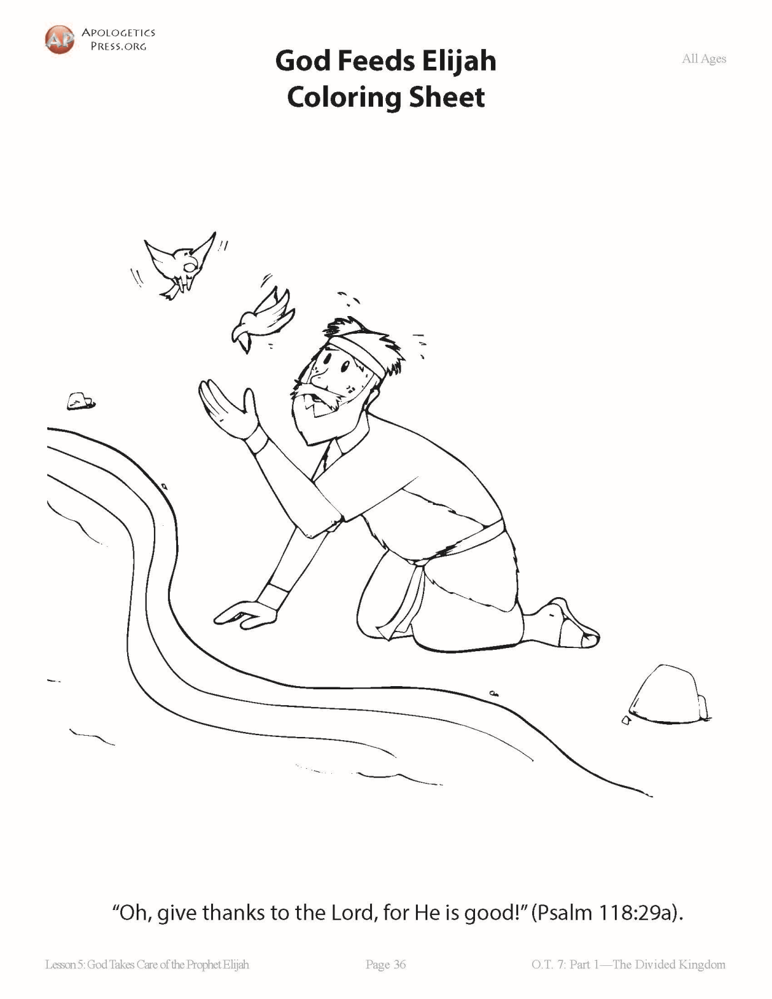 AP APOLOGETICS
PRESS.ORG
God Feeds Elijah
Coloring Sheet
All Ages
“Oh, give thanks to the Lord, for He is good!” (Psalm 118:29a).
Lesson 5: God Takes Care of the Prophet Elijah
Page 36
O.T. 7: Part 1—The Divided Kingdom